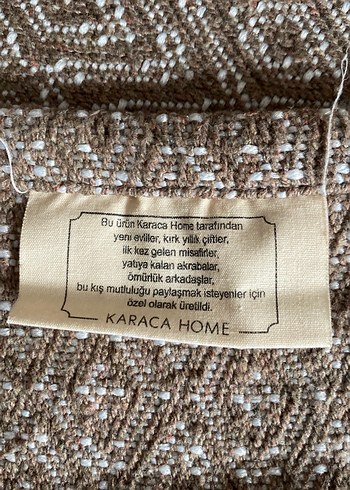 Bu ürün Karaca Home tarafından
yeni evliler, kırk yıllık çiftler,
ilk kez gelen misafirler,
yatıya kalan akrabalar,
ömürlük arkadaşlar,
bu kış mutluluğu paylaşmak isteyenler için
özel olarak üretildi.
KARACA HOME